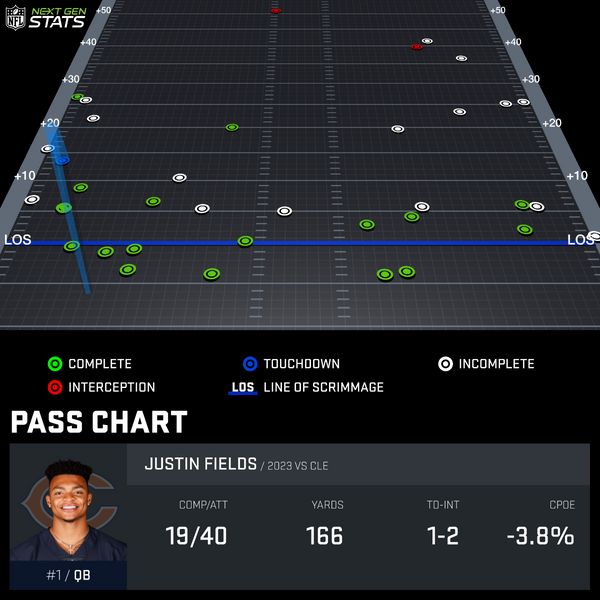 NFL NEXT GEN STATS
+50 +50
+40 +40
+30 +30
+20 +20
+10 +10
LOS LOS
COMPLETE TOUCHDOWN INCOMPLETE
INTERCEPTION LOS LINE OF SCRIMMAGE
PASS CHART
JUSTIN FIELDS / 2023 VS CLE
COMP/ATT YARDS TD-INT CPOE
19/40 166 1-2 -3.8%
#1 / QB